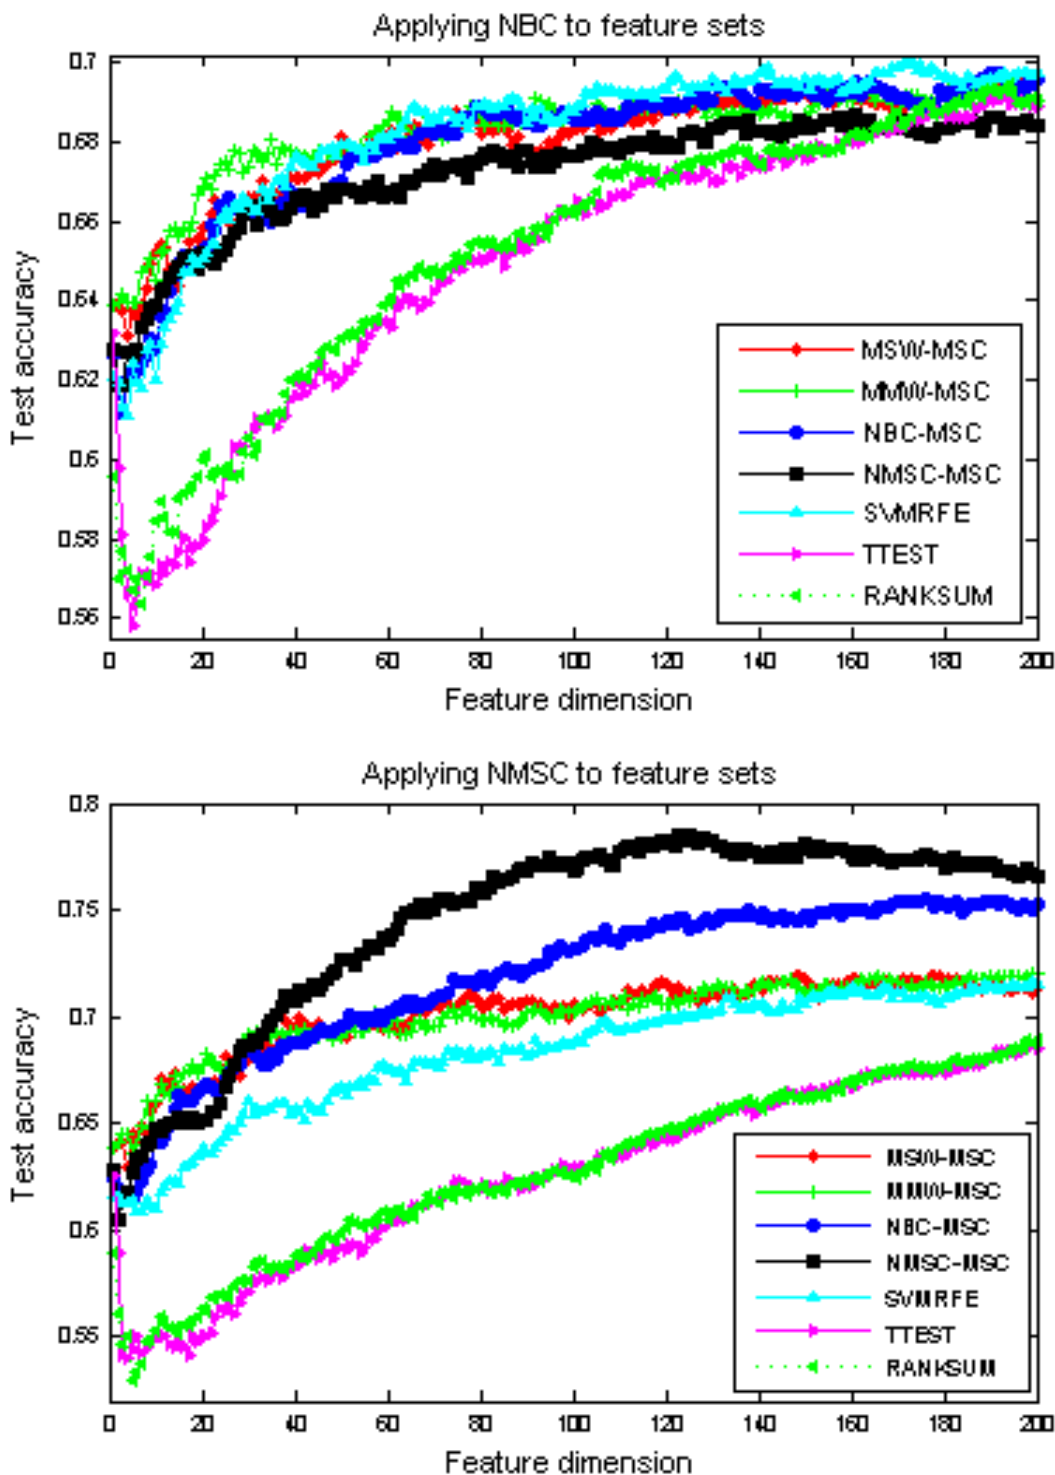 Applying NBC to feature sets
0.7
0.68
0.66
0.64
0.62
0.6
0.58
0.56
Test accuracy
MSW-MSC
MMW-MSC
NBC-MSC
NMSC-MSC
SVMRFE
TTEST
RANKSUM
0 20 40 60 80 100 120 140 160 180 200
Feature dimension
Applying NMSC to feature sets
0.8
0.75
0.7
0.65
0.6
0.55
Test accuracy
MSW-MSC
MMW-MSC
NBC-MSC
NMSC-MSC
SVMRFE
TTEST
RANKSUM
0 20 40 60 80 100 120 140 160 180 200
Feature dimension